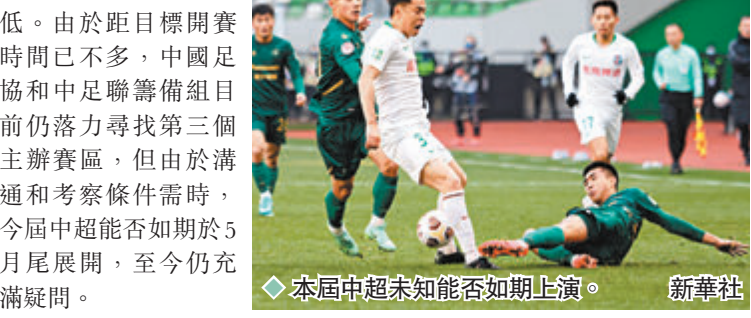 低。由於距目標開賽
時間已不多，中國足
協和中足聯籌備組目
前仍落力尋找第三個
主辦賽區，但由於溝
通和考察條件需時，
今屆中超能否如期於5
月尾展開，至今仍充
滿疑問。
◆本屆中超未知能否如期上演。 新華社